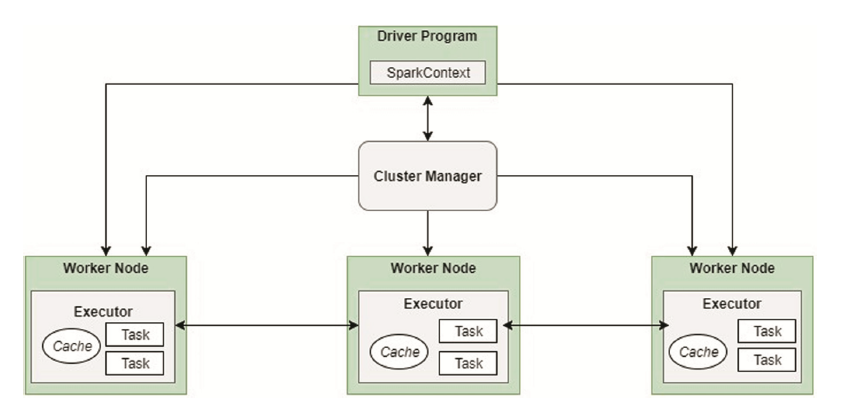 Driver Program
SparkContext
Cluster Manager
Worker Node
Executor
Cache
Task
Task
Worker Node
Executor
Cache
Task
Task
Worker Node
Executor
Cache
Task
Task